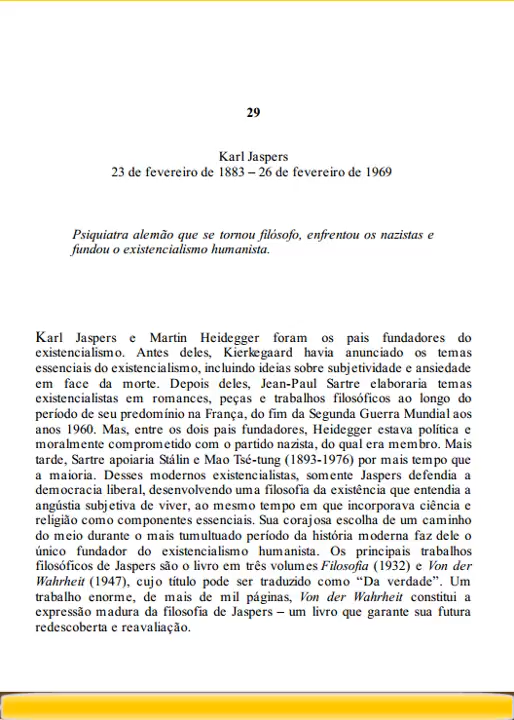 29
Karl Jaspers
23 de fevereiro de 1883 – 26 de fevereiro de 1969
Psiquiatra alemão que se tornou filósofo, enfrentou os nazistas e
fundou o existencialismo humanista.
Karl Jaspers e Martin Heidegger foram os pais fundadores do
existencialismo. Antes deles, Kierkegaard havia anunciado os temas
essenciais do existencialismo, incluindo ideias sobre subjetividade e ansiedade
em face da morte. Depois deles, Jean-Paul Sartre elaboraria temas
existencialistas em romances, peças e trabalhos filosóficos ao longo do
período de seu predomínio na França, do fim da Segunda Guerra Mundial aos
anos 1960. Mas, entre os dois pais fundadores, Heidegger estava política e
moralmente comprometido com o partido nazista, do qual era membro. Mais
tarde, Sartre apoiaria Stálin e Mao Tsé-tung (1893-1976) por mais tempo que
a maioria. Desses modernos existencialistas, somente Jaspers defendia a
democracia liberal, desenvolvendo uma filosofia da existência que entendia a
angústia subjetiva de viver, ao mesmo tempo em que incorporava ciência e
religião como componentes essenciais. Sua corajosa escolha de um caminho
do meio durante o mais tumultuado período da história moderna faz dele o
único fundador do existencialismo humanista. Os principais trabalhos
filosóficos de Jaspers são o livro em três volumes Filosofia (1932) e Von der
Wahrheit (1947), cujo título pode ser traduzido como “Da verdade”. Um
trabalho enorme, de mais de mil páginas, Von der Wahrheit constitui a
expressão madura da filosofia de Jaspers – um livro que garante sua futura
redescoberta e reavaliação.